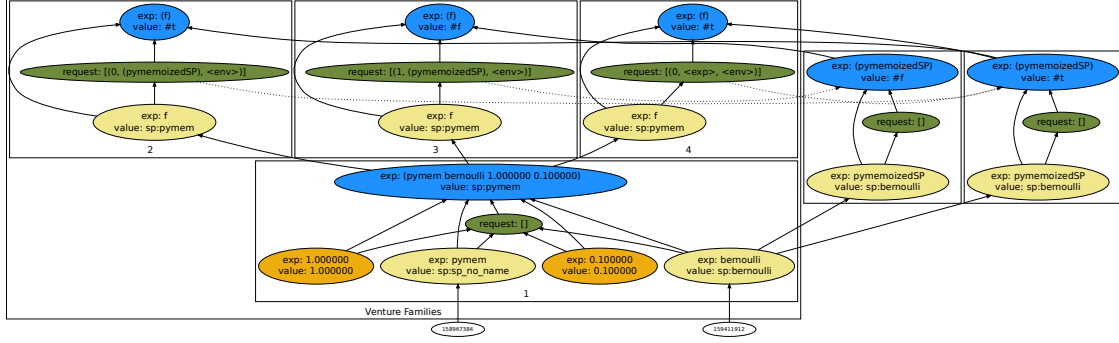 exp: (f)
value: #t
exp: (f)
value: #f
exp: (f)
value: #t
request: [(0, (pymemoizedSP), <env>)]
request: [(1, (pymemoizedSP), <env>)]
request: [(0, <exp>, <env>)]
exp: (pymemoizedSP)
value: #f
exp: (pymemoizedSP)
value: #t
exp: f
value: sp:pymem
exp: f
value: sp:pymem
exp: f
value: sp:pymem
request: []
request: []
2
3
4
exp: (pymem bernoulli 1.000000 0.100000)
value: sp:pymem
exp: pymemoizedSP
value: sp:bernoulli
exp: pymemoizedSP
value: sp:bernoulli
request: []
exp: 1.000000
value: 1.000000
exp: pymem
value: sp:sp_no_name
exp: 0.100000
value: 0.100000
exp: bernoulli
value: sp:bernoulli
1
Venture Families
158967384
159411912